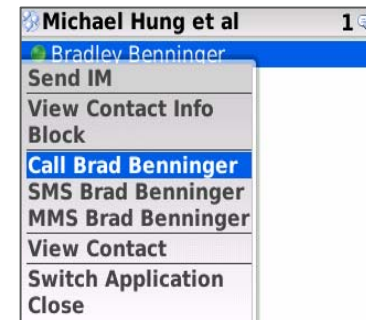 Michael Hung et al 1
Bradley Benninger
Send IM
View Contact Info
Block
Call Brad Benninger
SMS Brad Benninger
MMS Brad Benninger
View Contact
Switch Application
Close